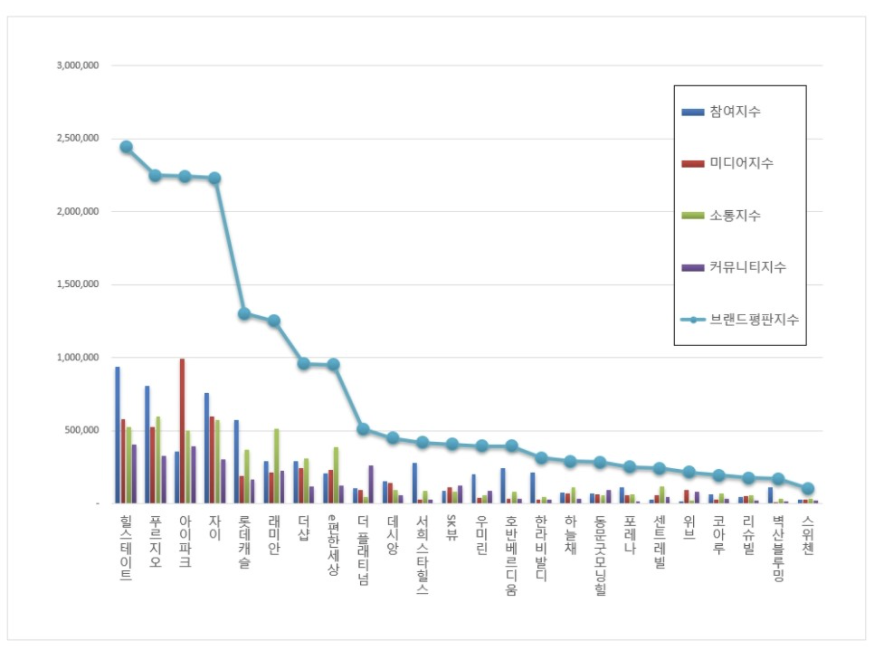 3,000,000
2,500,000
2,000,000
1,500,000
1,000,000
500,000
-
참여지수
미디어지수
소통지수
커뮤니티지수
브랜드평판지수
힐스테이트
푸르지오
아이파크
자이
롯데캐슬
래미안
더샵
e편한세상
더 플래티넘
데시앙
서희스타힐스
SK뷰
우미린
호반베르디움
한라비발디
하늘채
동문굿모닝힐
포레나
센트레빌
위브
코아루
리슈빌
벽산블루밍
스위첸